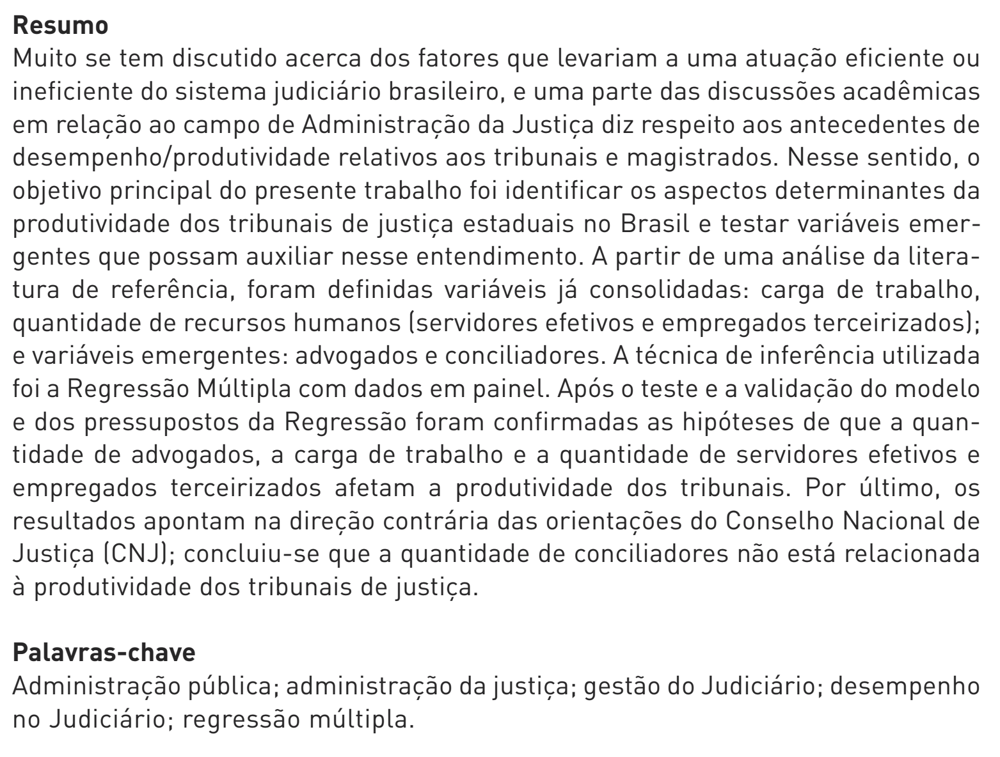 Resumo
Muito se tem discutido acerca dos fatores que levariam a uma atuação eficiente ou
ineficiente do sistema judiciário brasileiro, e uma parte das discussões acadêmicas
em relação ao campo de Administração da Justiça diz respeito aos antecedentes de
desempenho/produtividade relativos aos tribunais e magistrados. Nesse sentido, o
objetivo principal do presente trabalho foi identificar os aspectos determinantes da
produtividade dos tribunais de justiça estaduais no Brasil e testar variáveis emer-
gentes que possam auxiliar nesse entendimento. A partir de uma análise da litera-
tura de referência, foram definidas variáveis já consolidadas: carga de trabalho,
quantidade de recursos humanos (servidores efetivos e empregados terceirizados);
e variáveis emergentes: advogados e conciliadores. A técnica de inferência utilizada
foi a Regressão Múltipla com dados em painel. Após o teste e a validação do modelo
e dos pressupostos da Regressão foram confirmadas as hipóteses de que a quan-
tidade de advogados, a carga de trabalho e a quantidade de servidores efetivos e
empregados terceirizados afetam a produtividade dos tribunais. Por último, os
resultados apontam na direção contrária das orientações do Conselho Nacional de
Justiça (CNJ); concluiu-se que a quantidade de conciliadores não está relacionada
à produtividade dos tribunais de justiça.
Palavras-chave
Administração pública; administração da justiça; gestão do Judiciário; desempenho
no Judiciário; regressão múltipla.